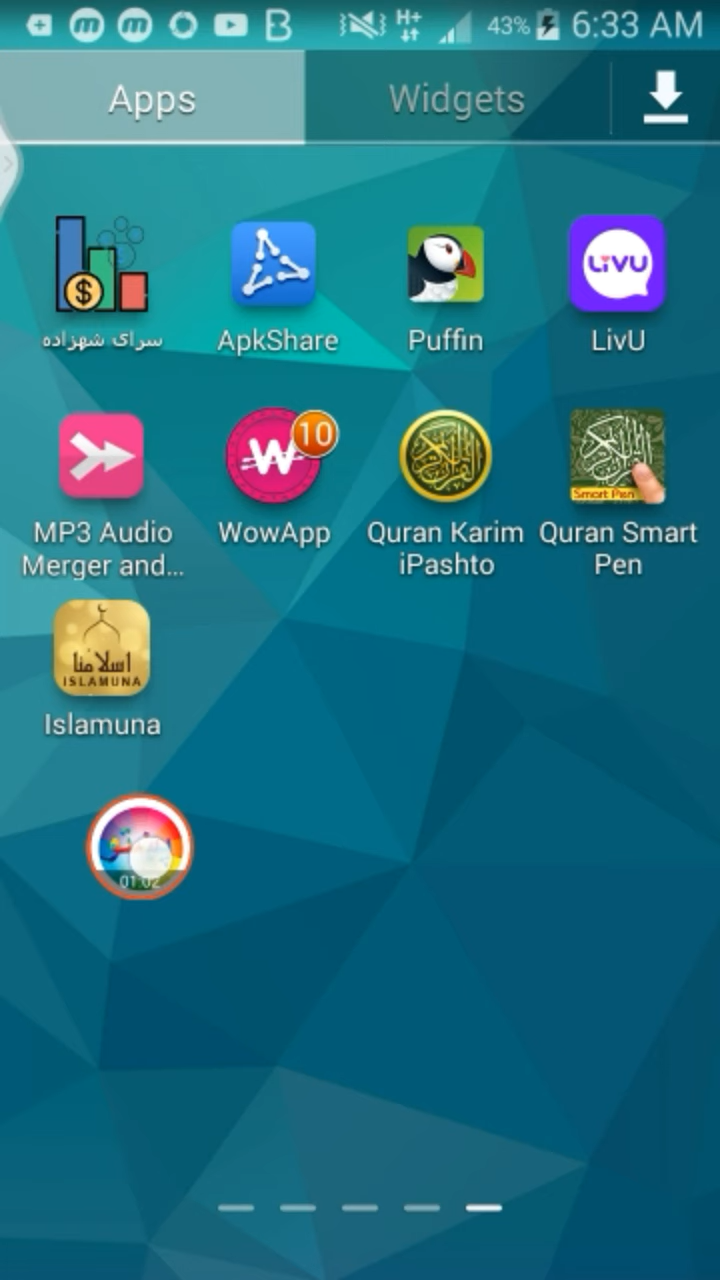 43% 6:33 AM
Apps Widgets
سرای شهزاده ApkShare Puffin LivU
MP3 Audio Merger and... WowApp 10 Quran Karim iPashto Smart Pen Quran Smart Pen
اسلامنا
ISLAMUNA
Islamuna
01:02